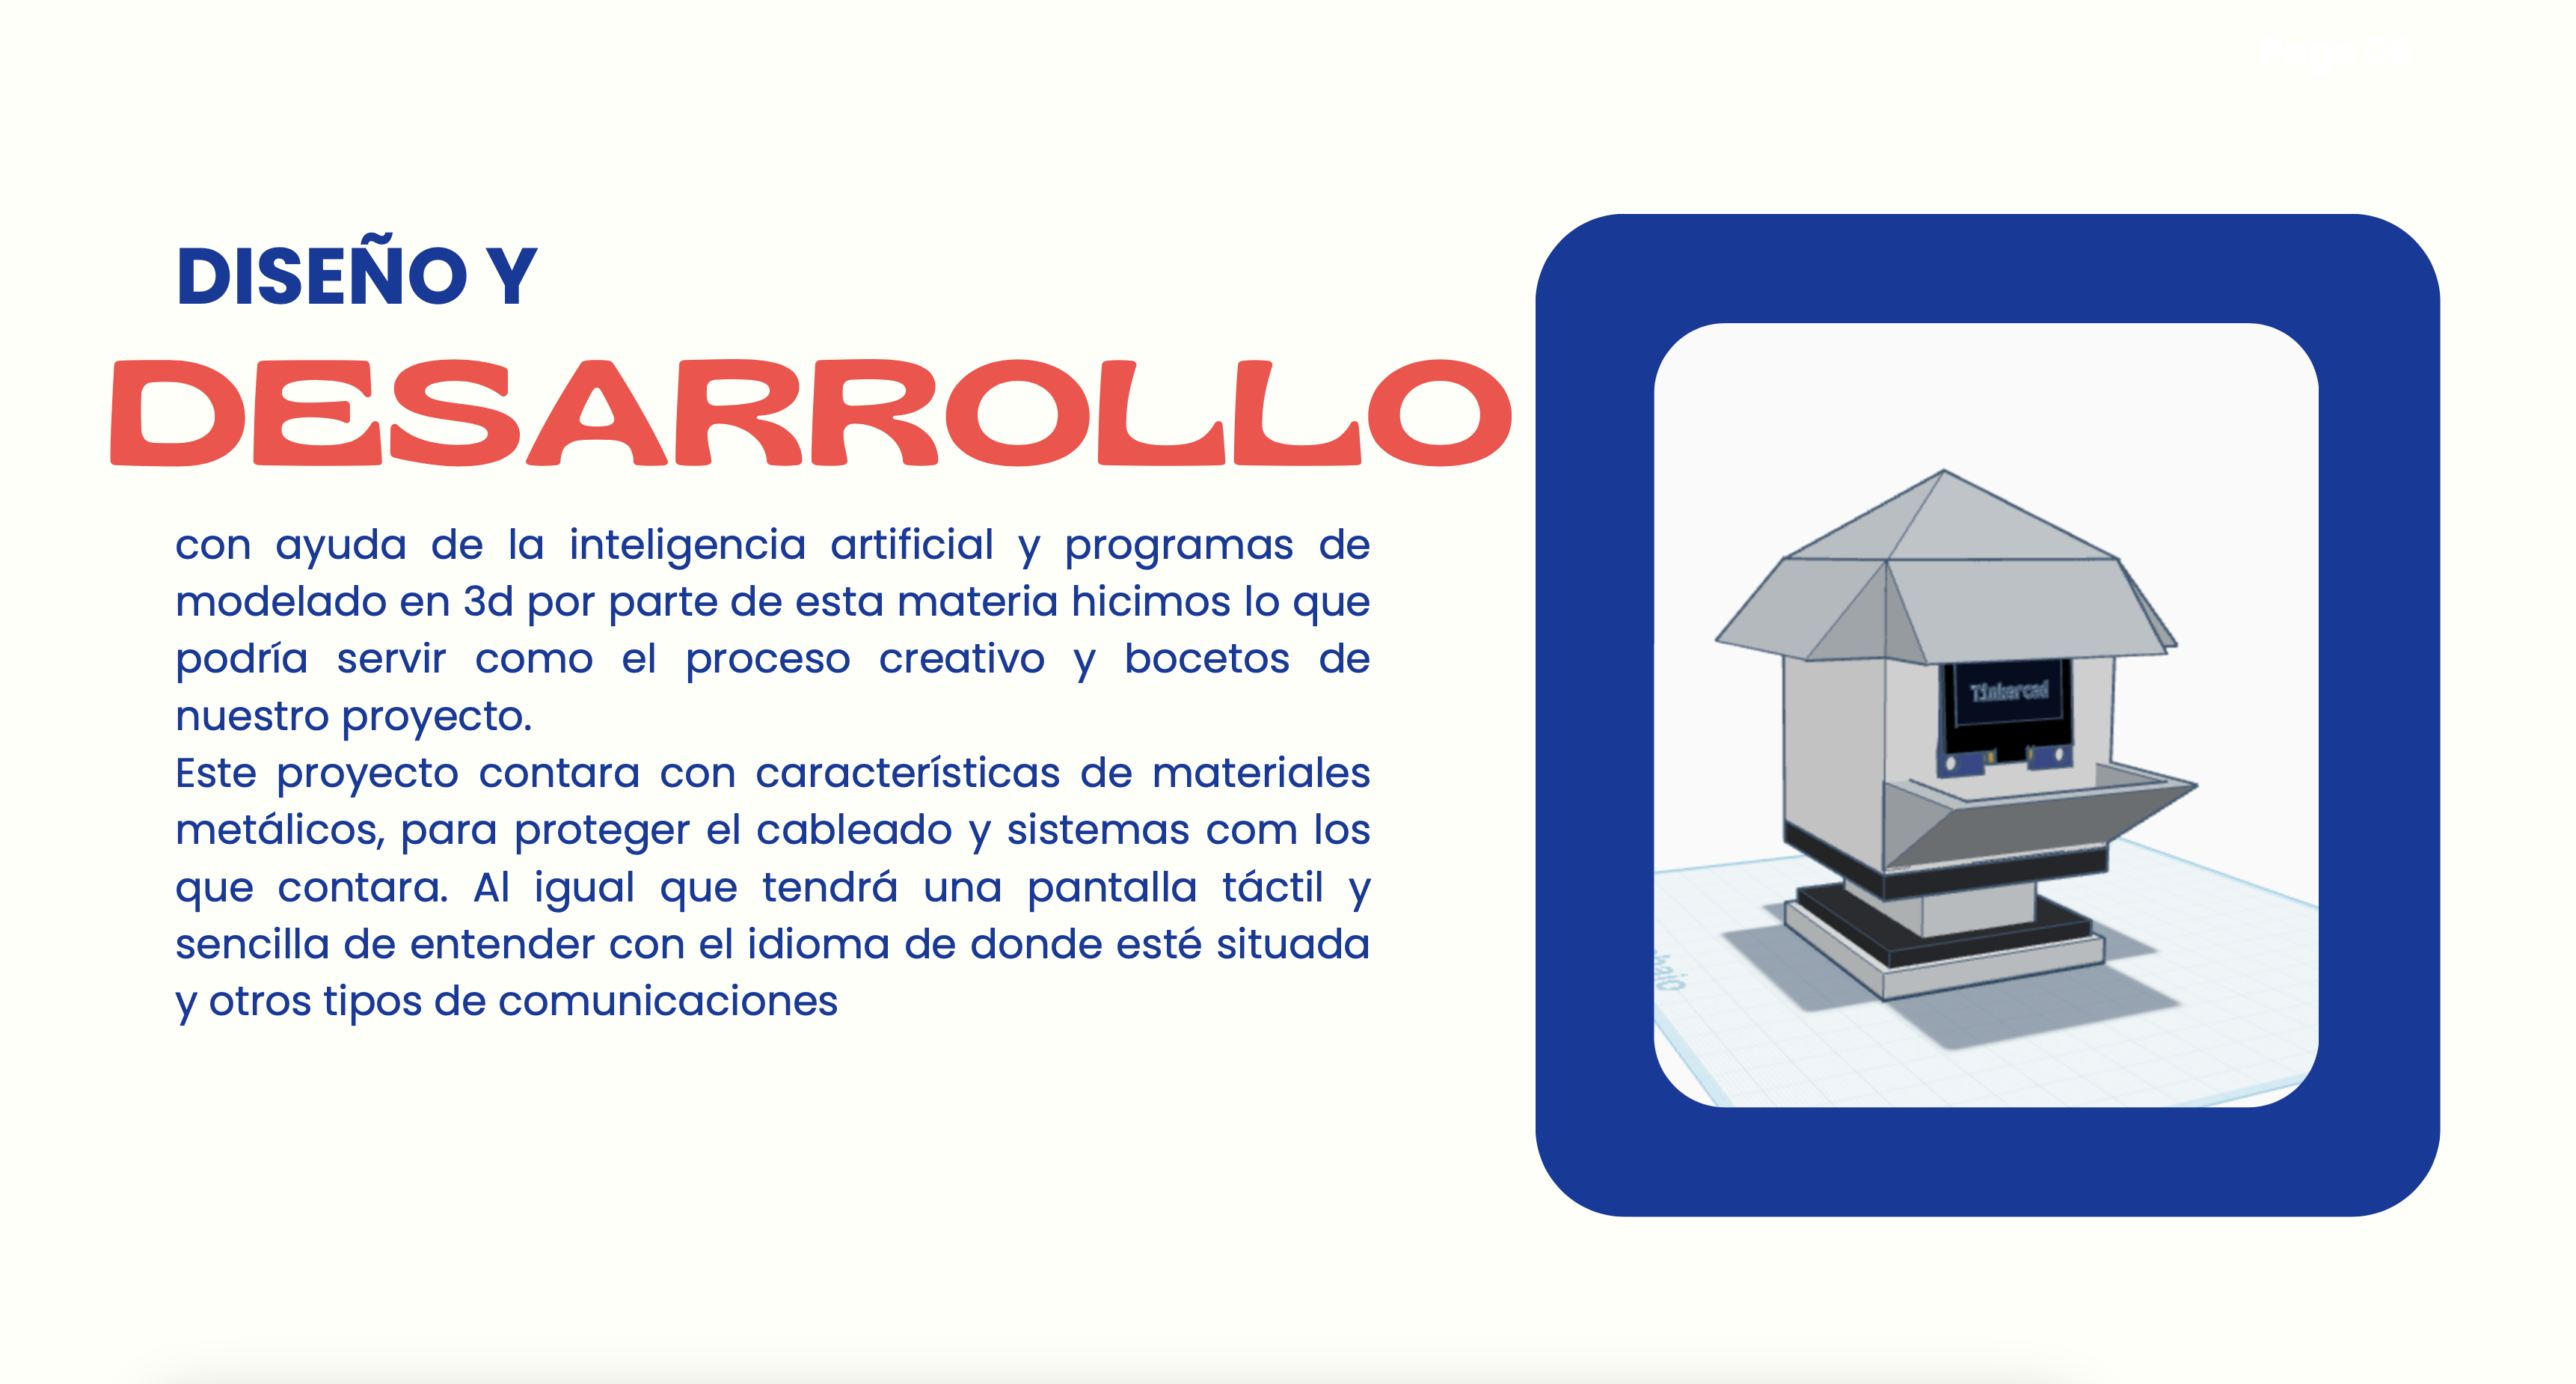 DISEÑO Y
DESARROLLO
con ayuda de la inteligencia artificial y programas de
modelado en 3d por parte de esta materia hicimos lo que
podría servir como el proceso creativo y bocetos de
nuestro proyecto.
Este proyecto contara con características de materiales
metálicos, para proteger el cableado y sistemas com los
que contara. Al igual que tendrá una pantalla táctil y
sencilla de entender con el idioma de donde esté situada
y otros tipos de comunicaciones
Tinkercad